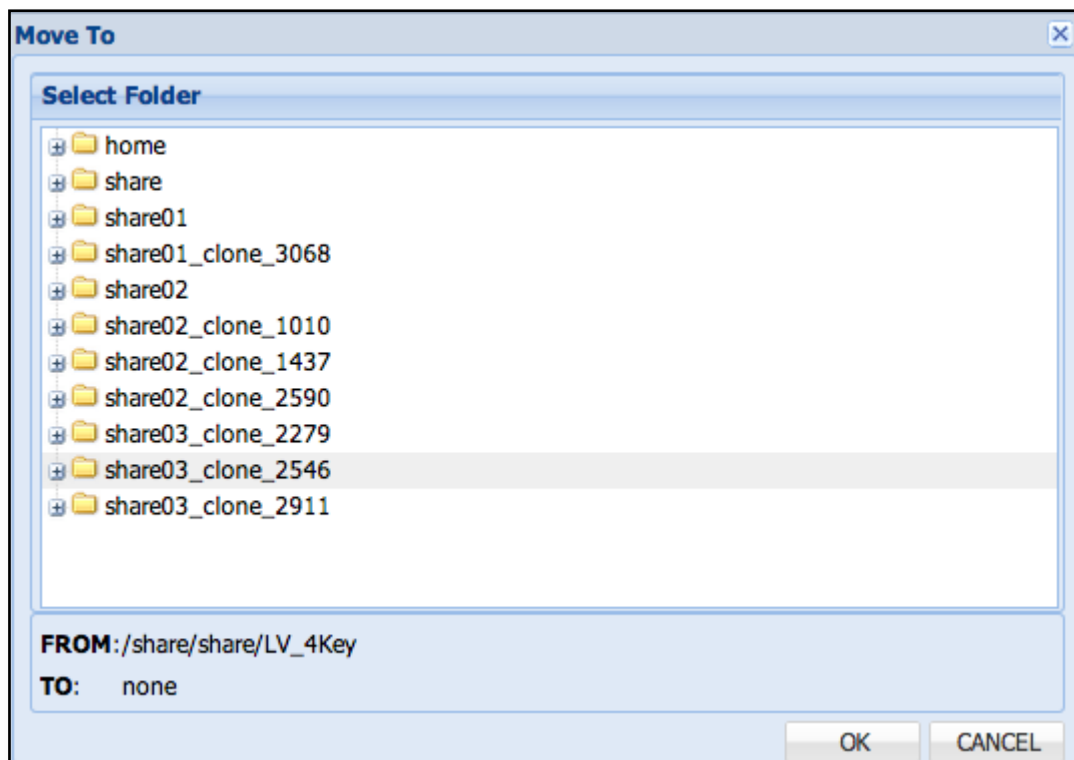 Move To
Select Folder
home
share
share01
share01_clone_3068
share02
share02_clone_1010
share02_clone_1437
share02_clone_2590
share03_clone_2279
share03_clone_2546
share03_clone_2911
FROM:/share/share/LV_4Key
TO: none
OK CANCEL